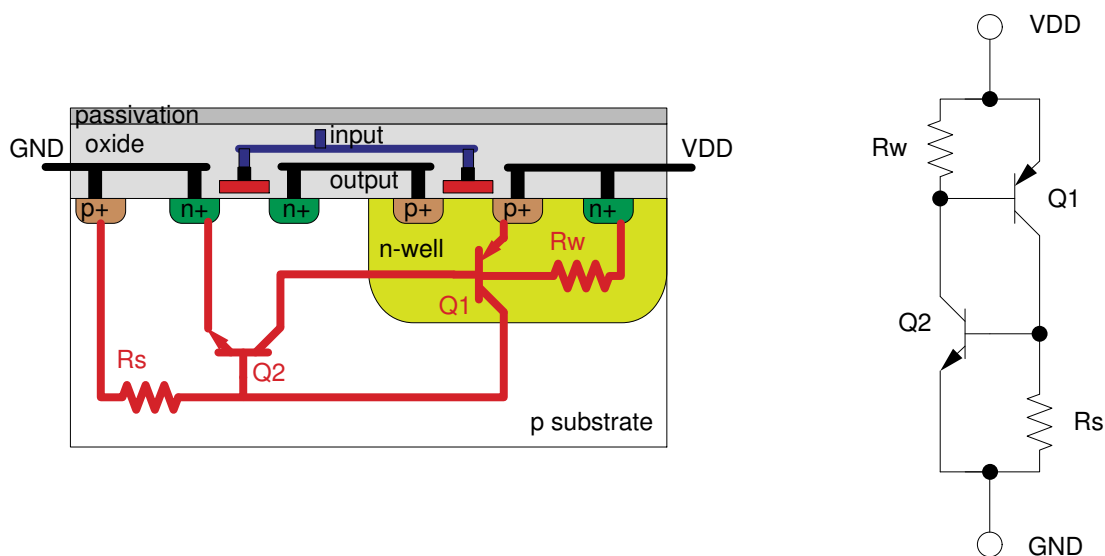 passivation
GND
oxide
input
VDD
output
p+
n+
n+
p+
p+
n+
n-well
Rw
Q1
Rs
Q2
p substrate
VDD
Rw
Q1
Q2
Rs
GND